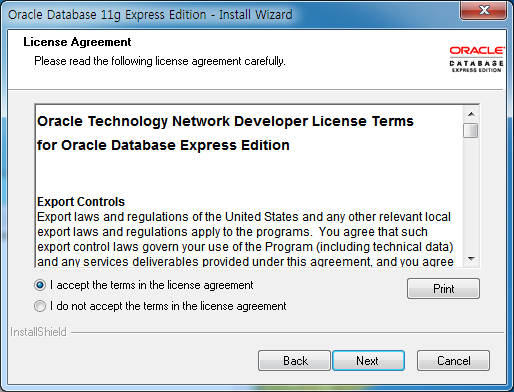 Oracle Database 11g Express Edition - Install Wizard
License Agreement
Please read the following license agreement carefully.
ORACLE
DATABASE
EXPRESS EDITION
Oracle Technology Network Developer License Terms
for Oracle Database Express Edition
Export Controls
Export laws and regulations of the United States and any other relevant local
export laws and regulations apply to the programs. You agree that such
export control laws govern your use of the Program (including technical data)
and any services deliverables provided under this agreement, and you agree
I accept the terms in the license agreement
Print
I do not accept the terms in the license agreement
InstallShield
Back
Next
Cancel